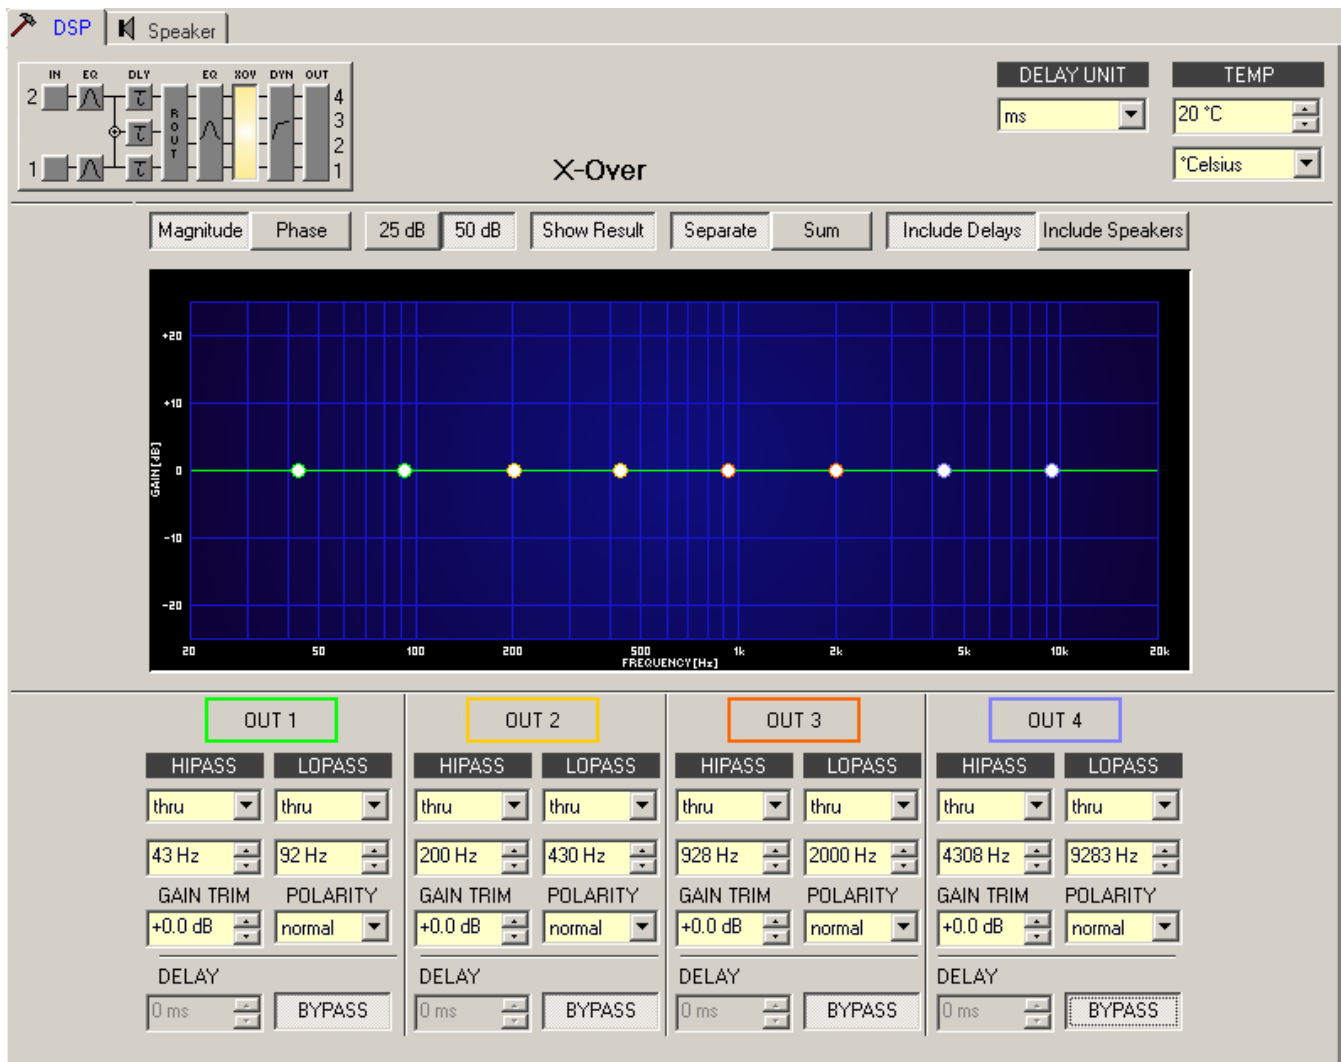 DSP Speaker
IN EQ DLY EQ XOV DYN OUT
2 τ 4
ROUT
τ 3
2
1 τ 1
X-Over
DELAY UNIT TEMP
ms 20 °C
°Celsius
Magnitude Phase 25 dB 50 dB Show Result Separate Sum Include Delays Include Speakers
+20
+10
0
-10
-20
GAIN[dB]
20 50 100 200 500 1k 2k 5k 10k 20k
FREQUENCY[Hz]
OUT 1 OUT 2 OUT 3 OUT 4
HIPASS LOPASS HIPASS LOPASS HIPASS LOPASS HIPASS LOPASS
thru thru thru thru thru thru thru thru
43 Hz 92 Hz 200 Hz 430 Hz 928 Hz 2000 Hz 4308 Hz 9283 Hz
GAIN TRIM POLARITY GAIN TRIM POLARITY GAIN TRIM POLARITY GAIN TRIM POLARITY
+0.0 dB normal +0.0 dB normal +0.0 dB normal +0.0 dB normal
DELAY DELAY DELAY DELAY
0 ms BYPASS 0 ms BYPASS 0 ms BYPASS 0 ms BYPASS